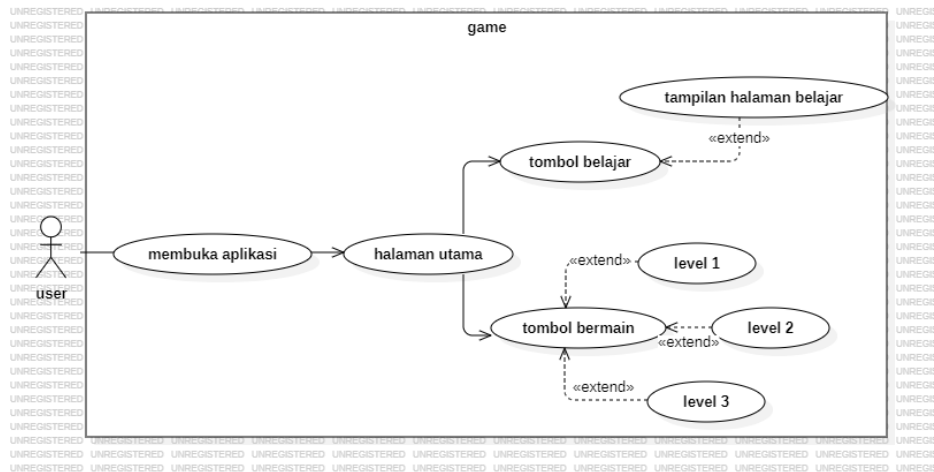 game
tampilan halaman belajar
«extend»
tombol belajar
membuka aplikasi
halaman utama
user
«extend»
level 1
tombol bermain
level 2
«extend»
«extend»
level 3
UNREGISTERED